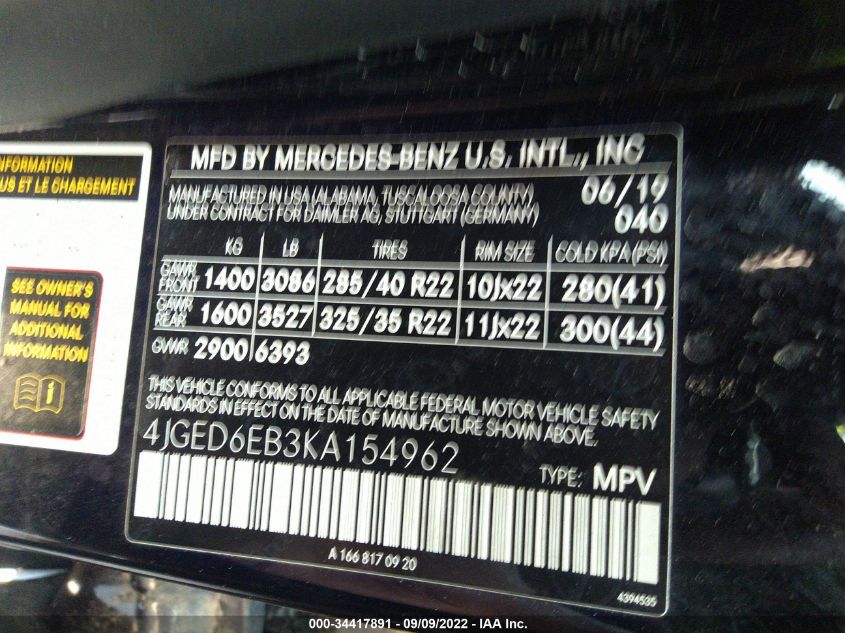 NFORMATION
US ET LE CHARGEMENT
SEE OWNER'S
MANUAL FOR
ADDITIONAL
INFORMATION
MFD BY MERCEDES-BENZ U.S. INTL., INC
MANUFACTURED IN USA (ALABAMA, TUSCALOOSA COUNTY), 06/19
UNDER CONTRACT FOR DAIMLER AG, STUTTGART (GERMANY) 040
KG LB TIRES RIM SIZE COLD KPA (PSI)
GAWR FRONT 1400 3086 285/40 R22 10Jx22 280(41)
GAWR REAR 1600 3527 325/35 R22 11Jx22 300(44)
GVWR 2900 6393
THIS VEHICLE CONFORMS TO ALL APPLICABLE FEDERAL MOTOR VEHICLE SAFETY
STANDARDS IN EFFECT ON THE DATE OF MANUFACTURE SHOWN ABOVE.
4JGED6EB3KA154962
TYPE: MPV
A 166 817 09 20
4394535
000-34417891 - 09/09/2022 - IAA Inc.